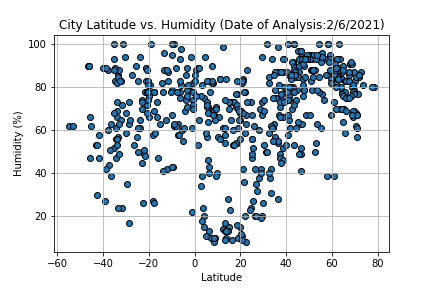 City Latitude vs. Humidity (Date of Analysis:2/6/2021)
Humidity (%)
100
80
60
40
20
−60 −40 −20 0 20 40 60 80
Latitude